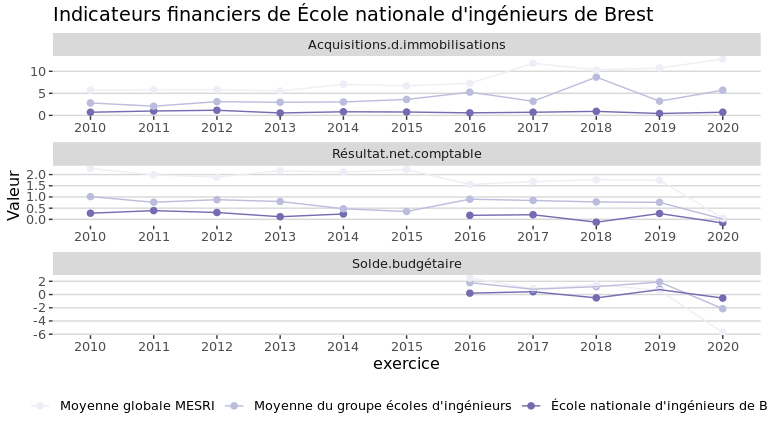 Indicateurs financiers de École nationale d'ingénieurs de Brest
Acquisitions.d.immobilisations
10
5
0
2010 2011 2012 2013 2014 2015 2016 2017 2018 2019 2020
Résultat.net.comptable
2.0
1.5
1.0
0.5
0.0
2010 2011 2012 2013 2014 2015 2016 2017 2018 2019 2020
Valeur
Solde.budgétaire
2
0
-2
-4
-6
2010 2011 2012 2013 2014 2015 2016 2017 2018 2019 2020
exercice
Moyenne globale MESRI Moyenne du groupe écoles d'ingénieurs École nationale d'ingénieurs de B